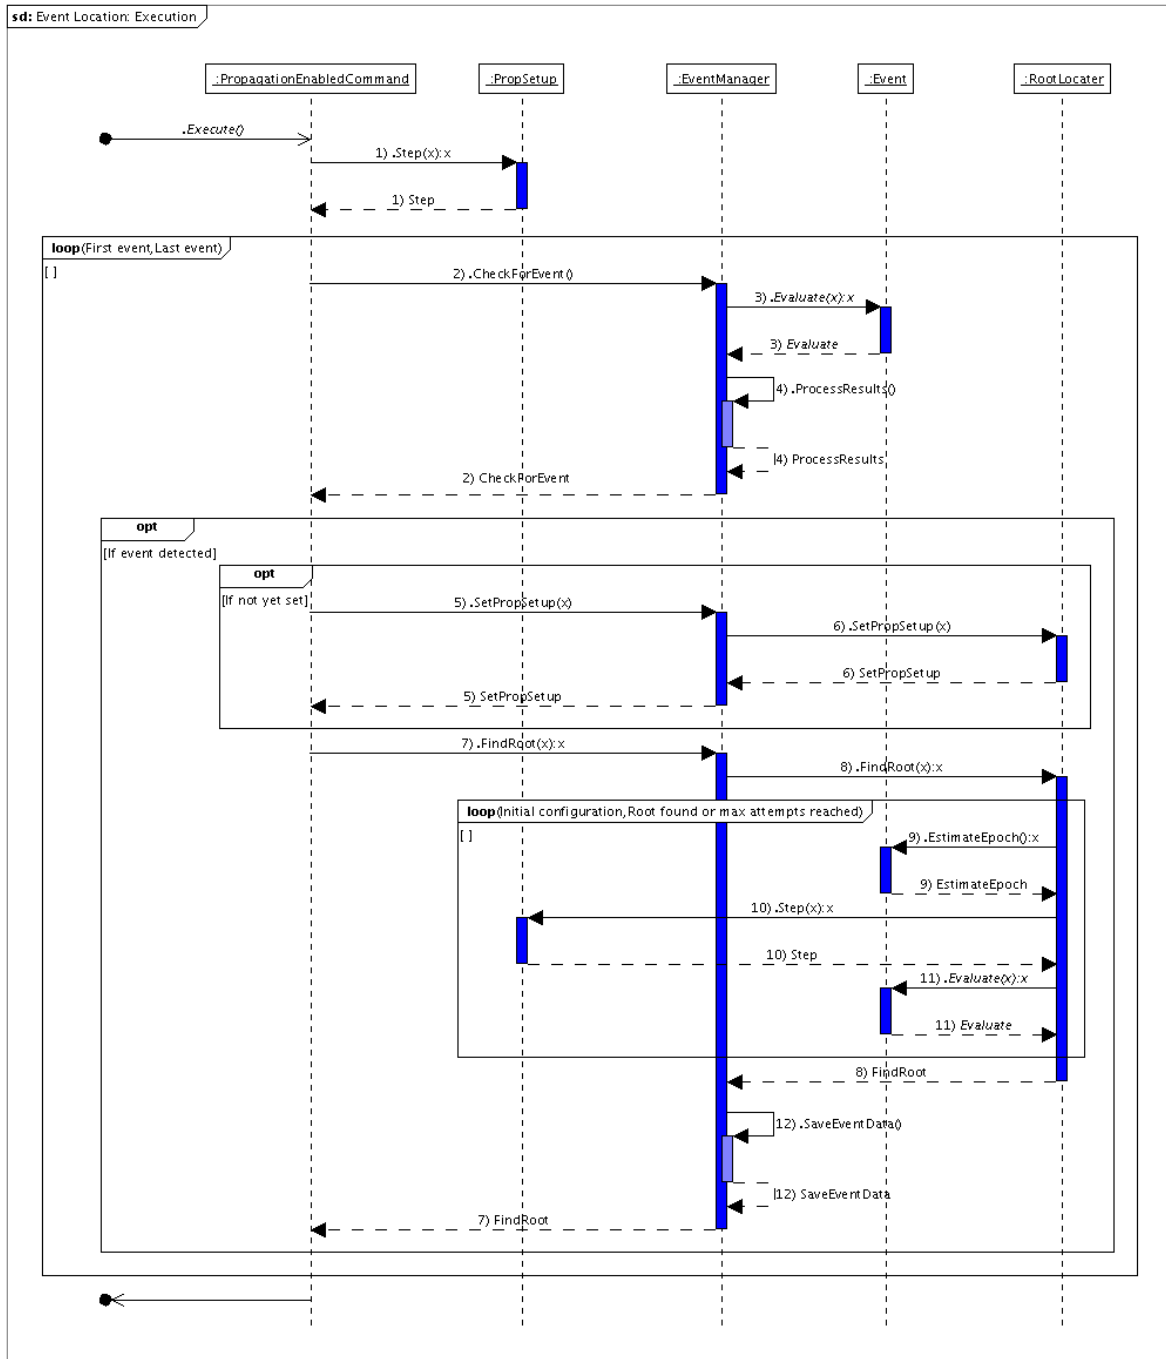 sd: Event Location: Execution
:PropagationEnabledCommand
:PropSetup
:EventManager
:Event
:RootLocater
.Execute()
1) .Step(x):x
1) Step
loop(First event,Last event)
[ ]
2) .CheckForEvent()
3) .Evaluate(x):x
3) Evaluate
4) .ProcessResults()
4) ProcessResults
2) CheckForEvent
opt
[If event detected]
opt
[If not yet set]
5) .SetPropSetup(x)
6) .SetPropSetup(x)
6) SetPropSetup
5) SetPropSetup
7) .FindRoot(x):x
8) .FindRoot(x):x
loop(Initial configuration,Root found or max attempts reached)
[ ]
9) .EstimateEpoch():x
9) EstimateEpoch
10) .Step(x):x
10) Step
11) .Evaluate(x):x
11) Evaluate
8) FindRoot
12) .SaveEventData()
12) SaveEventData
7) FindRoot